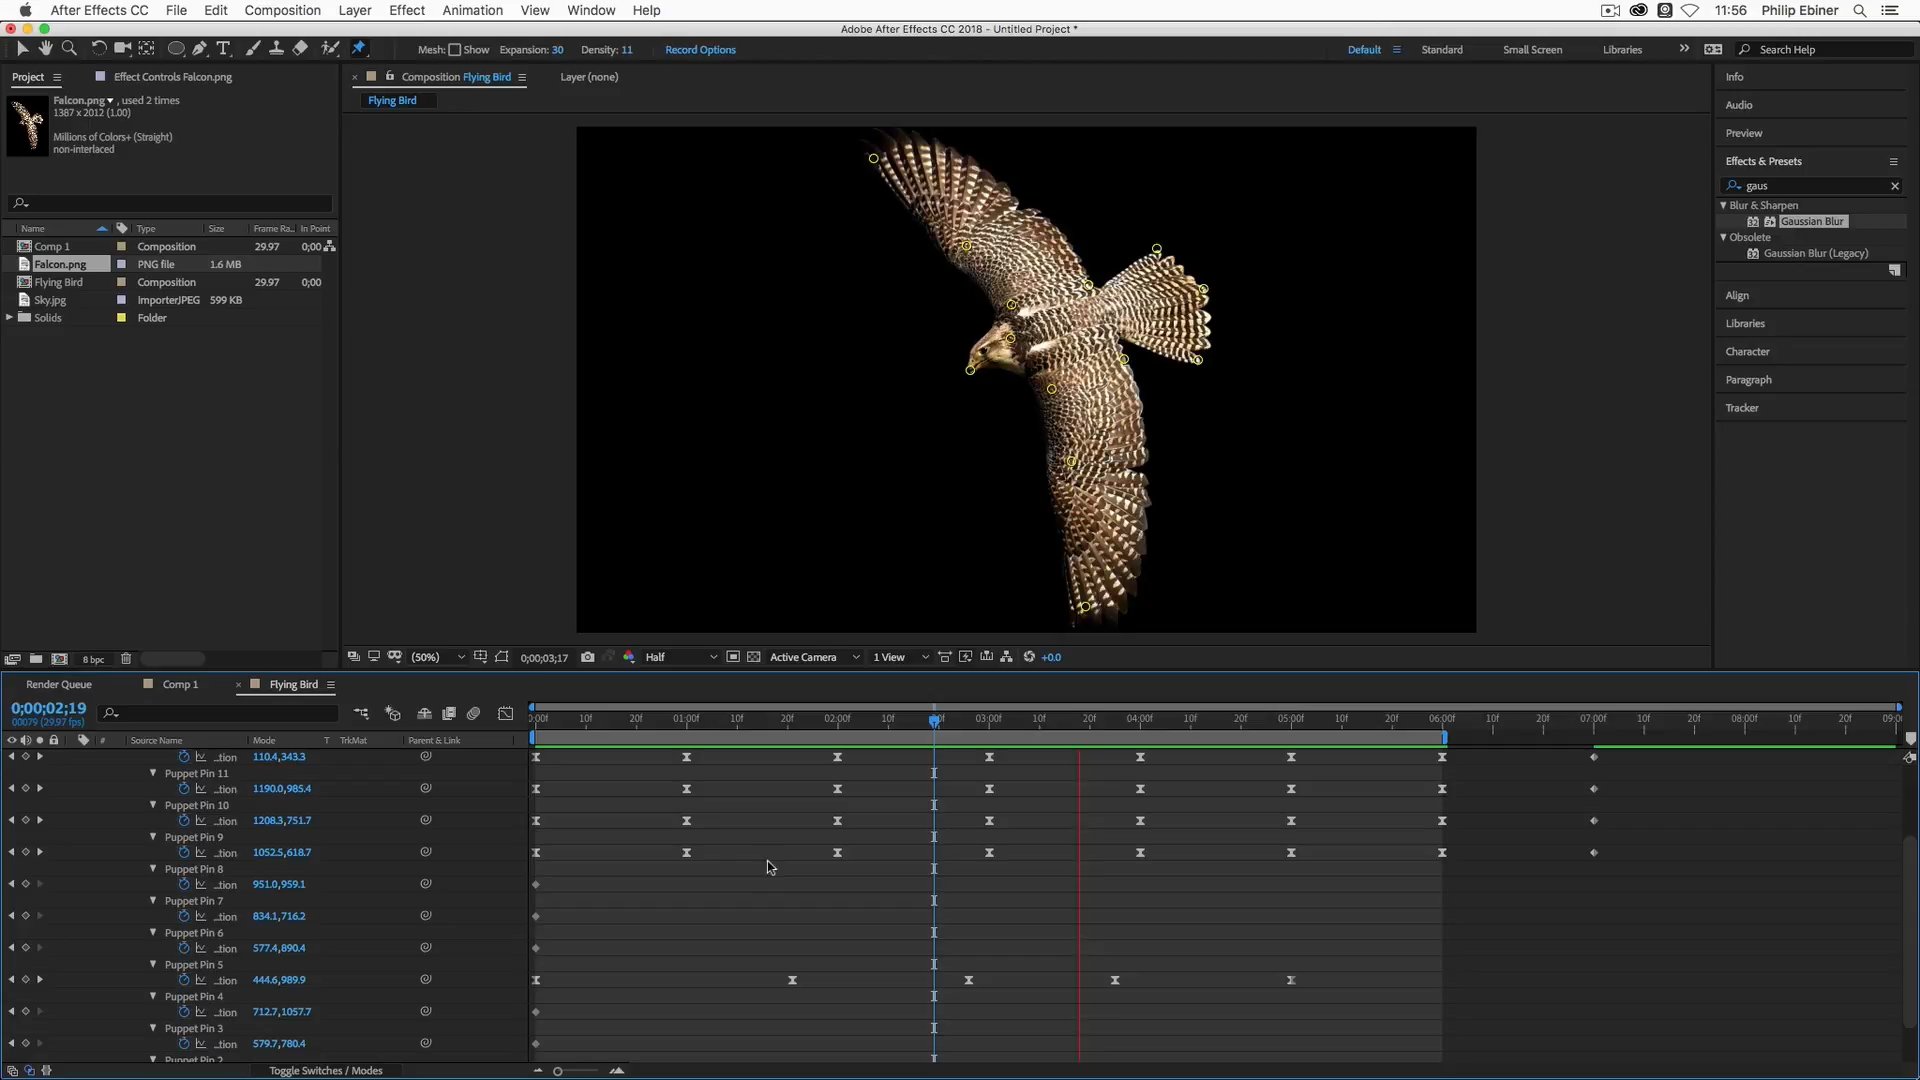 After Effects CC File Edit Composition Layer Effect Animation View Window Help 11:56 Philip Ebiner
Adobe After Effects CC 2018 - Untitled Project *
Mesh: Show Expansion: 30 Density: 11 Record Options Default Standard Small Screen Libraries Search Help
Project Effect Controls Falcon.png
Composition Flying Bird Layer (none)
Info
Falcon.png , used 2 times
1387 x 2012 (1.00)
Millions of Colors+ (Straight)
non-interlaced
Flying Bird
Audio
Preview
Effects & Presets
gaus
Blur & Sharpen
Gaussian Blur
Obsolete
Gaussian Blur (Legacy)
Align
Libraries
Character
Paragraph
Tracker
Name Type Size Frame Ra... In Point
Comp 1 Composition 29.97 0;00
Falcon.png PNG file 1.6 MB
Flying Bird Composition 29.97 0;00
Sky.jpg ImporterJPEG 599 KB
Solids Folder
8 bpc
(50%) 0;00;03;17 Half Active Camera 1 View +0.0
Render Queue Comp 1 Flying Bird
0;00;02;19
00079 (29.97 fps)
0:00f 10f 20f 01:00f 10f 20f 02:00f 10f 0f 03:00f 10f 20f 04:00f 10f 20f 05:00f 10f 20f 06:00f 10f 20f 07:00f 10f 20f 08:00f 10f 20f 09:0
# Source Name Mode T TrkMat Parent & Link
...tion 110.4,343.3
Puppet Pin 11
...tion 1190.0,985.4
Puppet Pin 10
...tion 1208.3,751.7
Puppet Pin 9
...tion 1052.5,618.7
Puppet Pin 8
...tion 951.0,959.1
Puppet Pin 7
...tion 834.1,716.2
Puppet Pin 6
...tion 577.4,890.4
Puppet Pin 5
...tion 444.6,989.9
Puppet Pin 4
...tion 712.7,1057.7
Puppet Pin 3
...tion 579.7,780.4
Puppet Pin 2
Toggle Switches / Modes